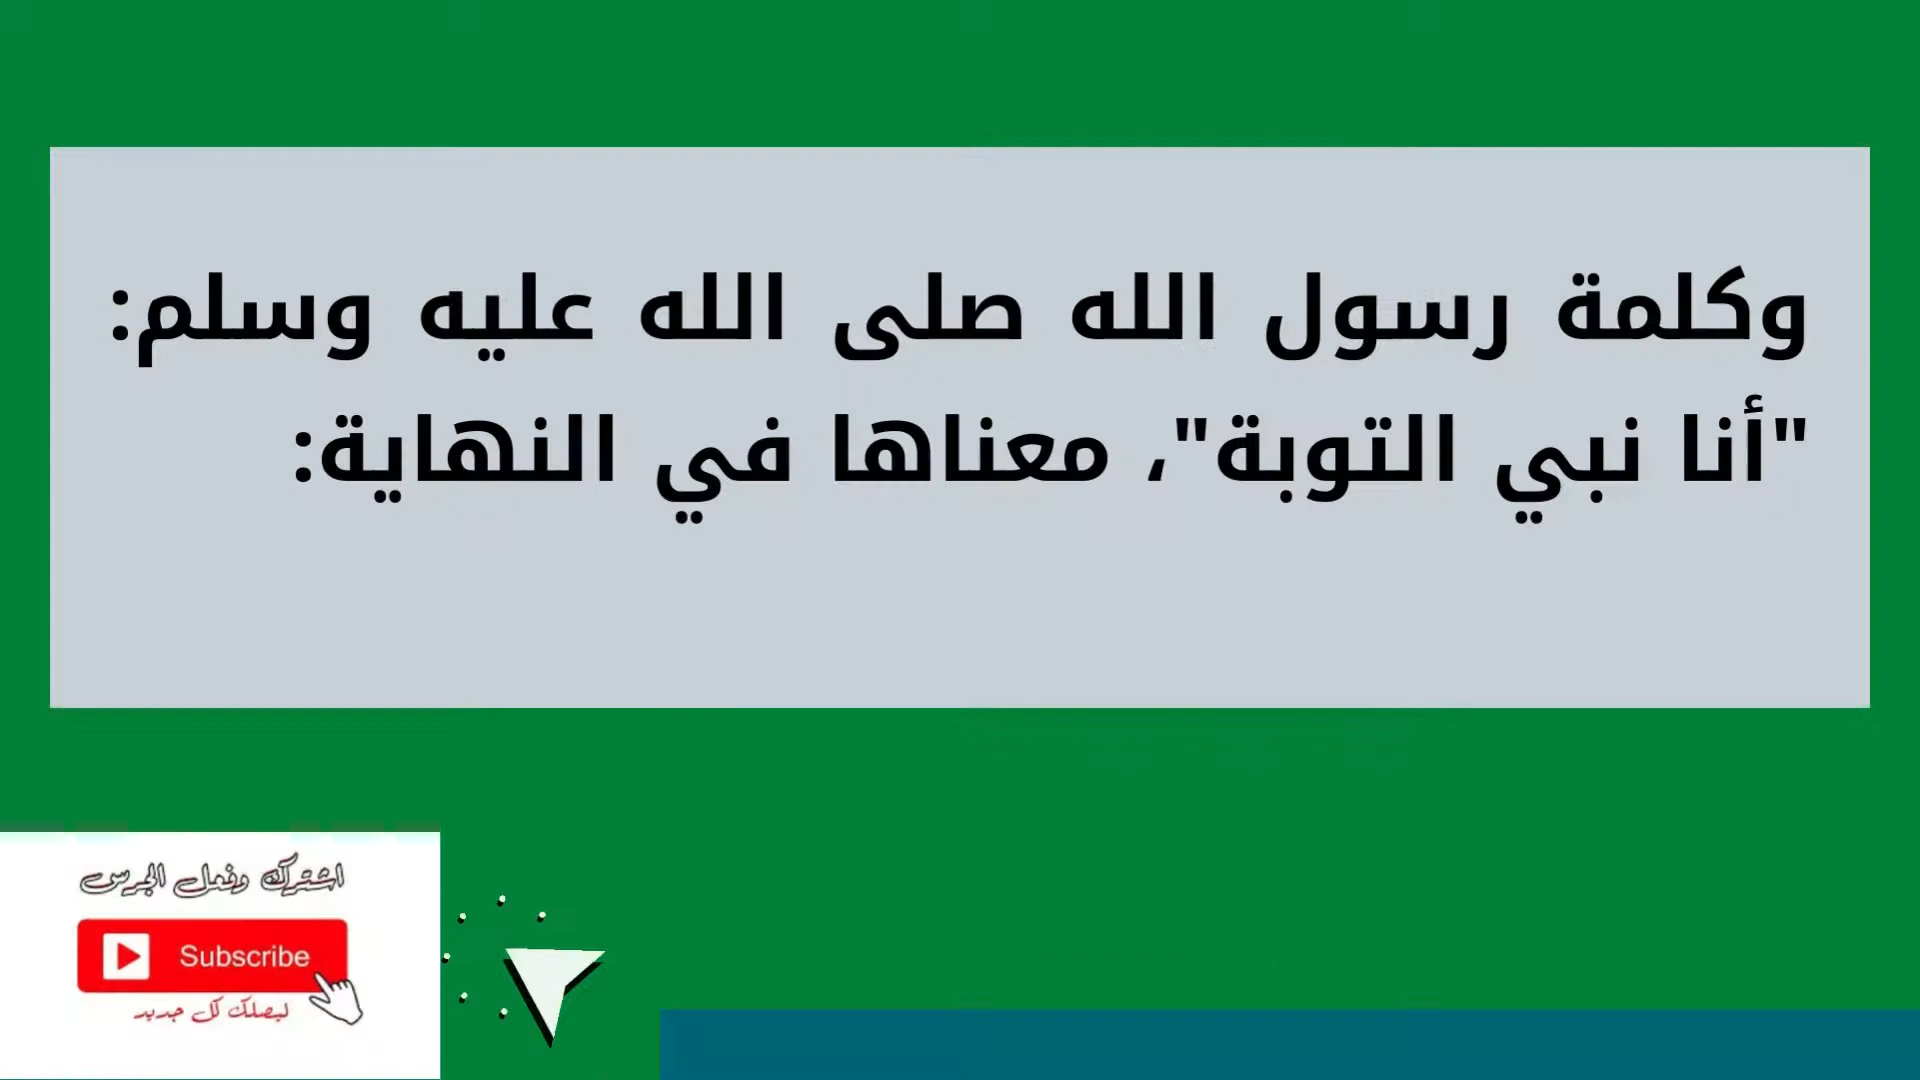 وكلمة رسول الله صلى الله عليه وسلم:
"أنا نبي التوبة"، معناها في النهاية:
اشترك وفعل الجرس
Subscribe
ليصلك كل جديد